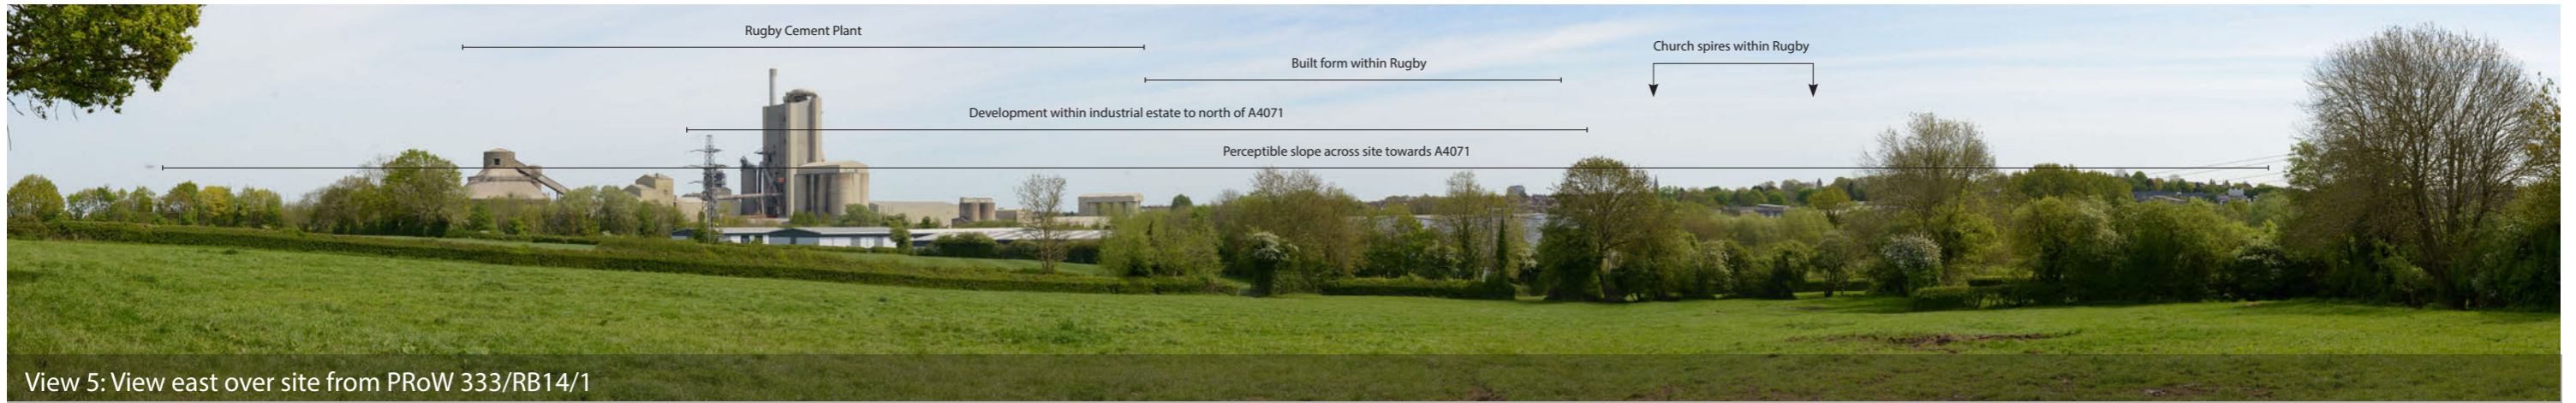 Rugby Cement Plant
Church spires within Rugby
Built form within Rugby
Development within industrial estate to north of A4071
Perceptible slope across site towards A4071
View 5: View east over site from PRoW 333/RB14/1